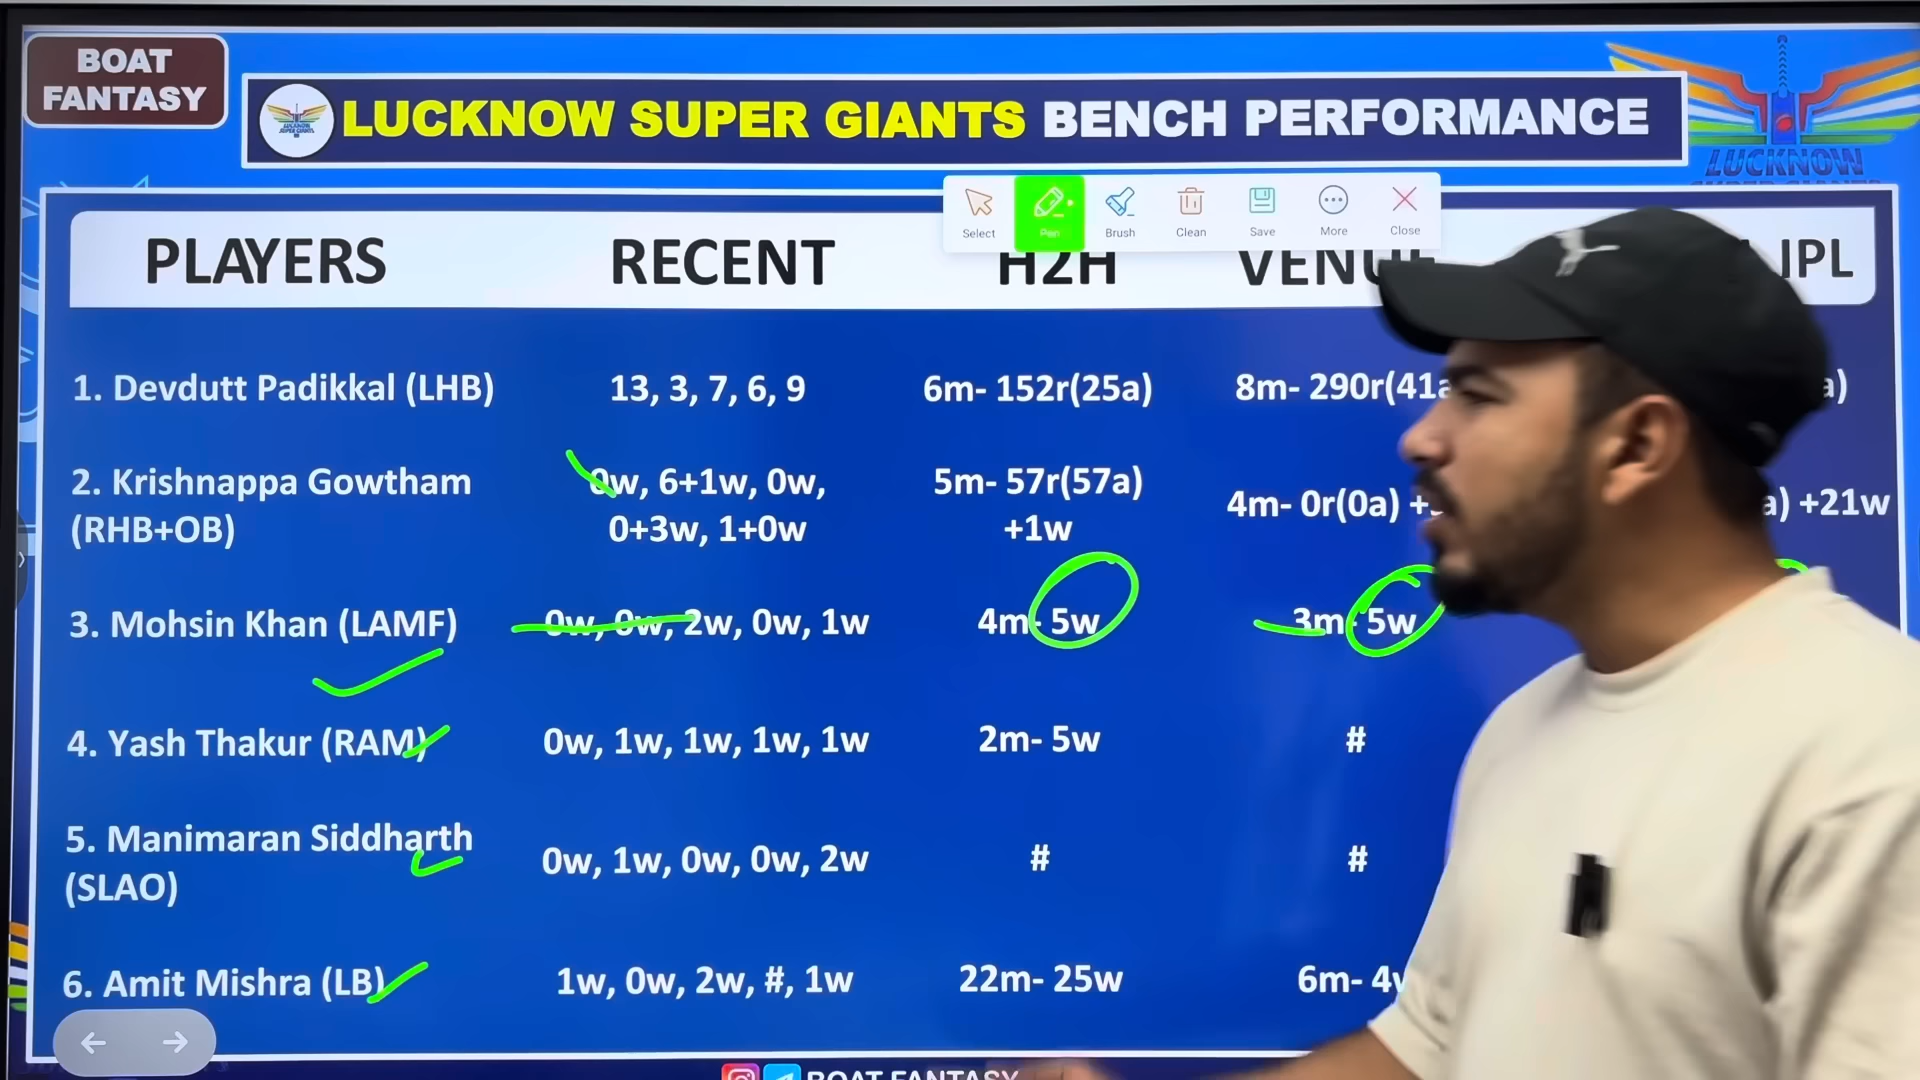 BOAT
FANTASY
LUCKNOW SUPER GIANTS BENCH PERFORMANCE
LUCKNOW
Select
Pen
Brush
Clean
Save
More
Close
PLAYERS RECENT H2H VENUE IPL
1. Devdutt Padikkal (LHB) 13, 3, 7, 6, 9 6m- 152r(25a) 8m- 290r(41a a)
2. Krishnappa Gowtham 0w, 6+1w, 0w, 5m- 57r(57a) 4m- 0r(0a) + a) +21w
(RHB+OB) 0+3w, 1+0w +1w
3. Mohsin Khan (LAMF) 0w, 0w, 2w, 0w, 1w 4m- 5w 3m- 5w
4. Yash Thakur (RAM) 0w, 1w, 1w, 1w, 1w 2m- 5w #
5. Manimaran Siddharth 0w, 1w, 0w, 0w, 2w # #
(SLAO)
6. Amit Mishra (LB) 1w, 0w, 2w, #, 1w 22m- 25w 6m- 4w
BOAT FANTASY